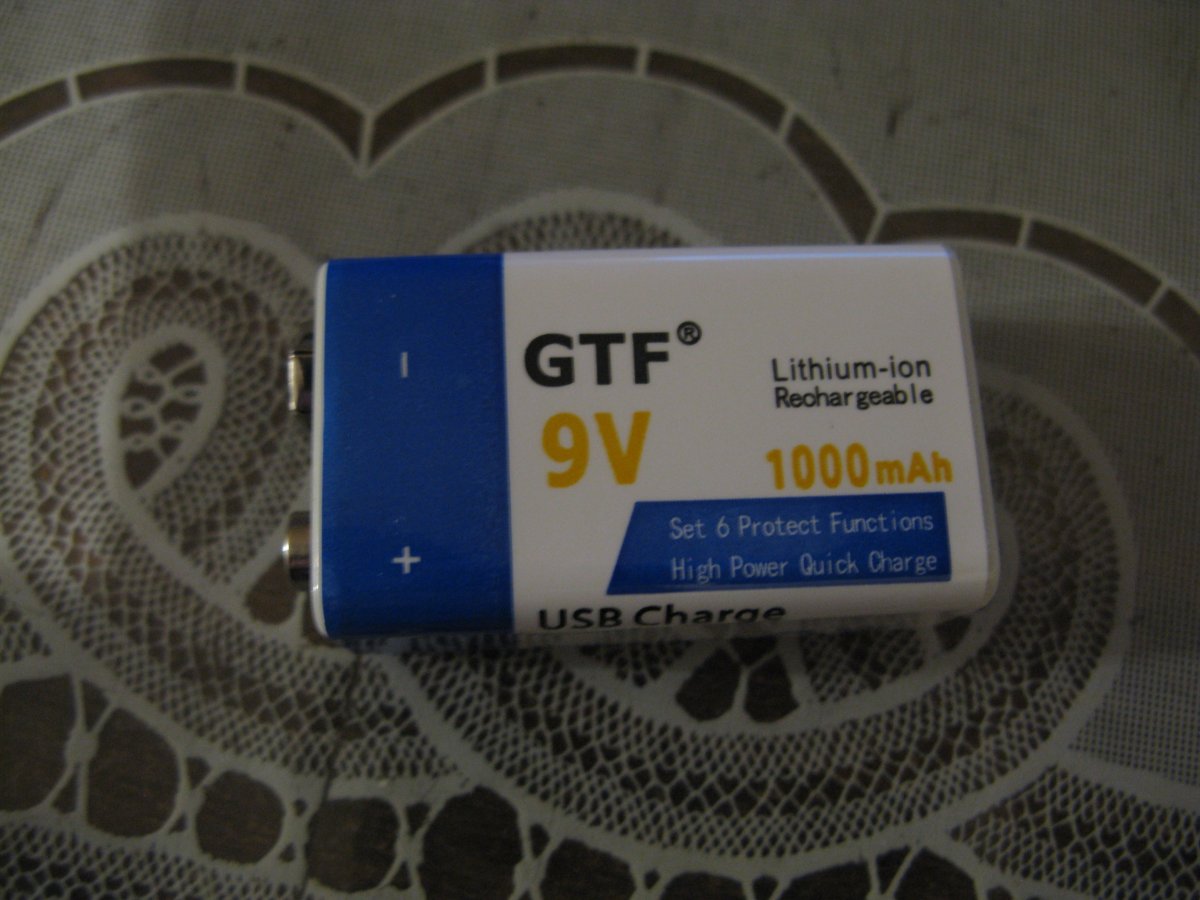 GTF®
9V
Lithium-ion
Rechargeable
1000mAh
Set 6 Protect Functions
High Power Quick Charge
USB Charge
-
+